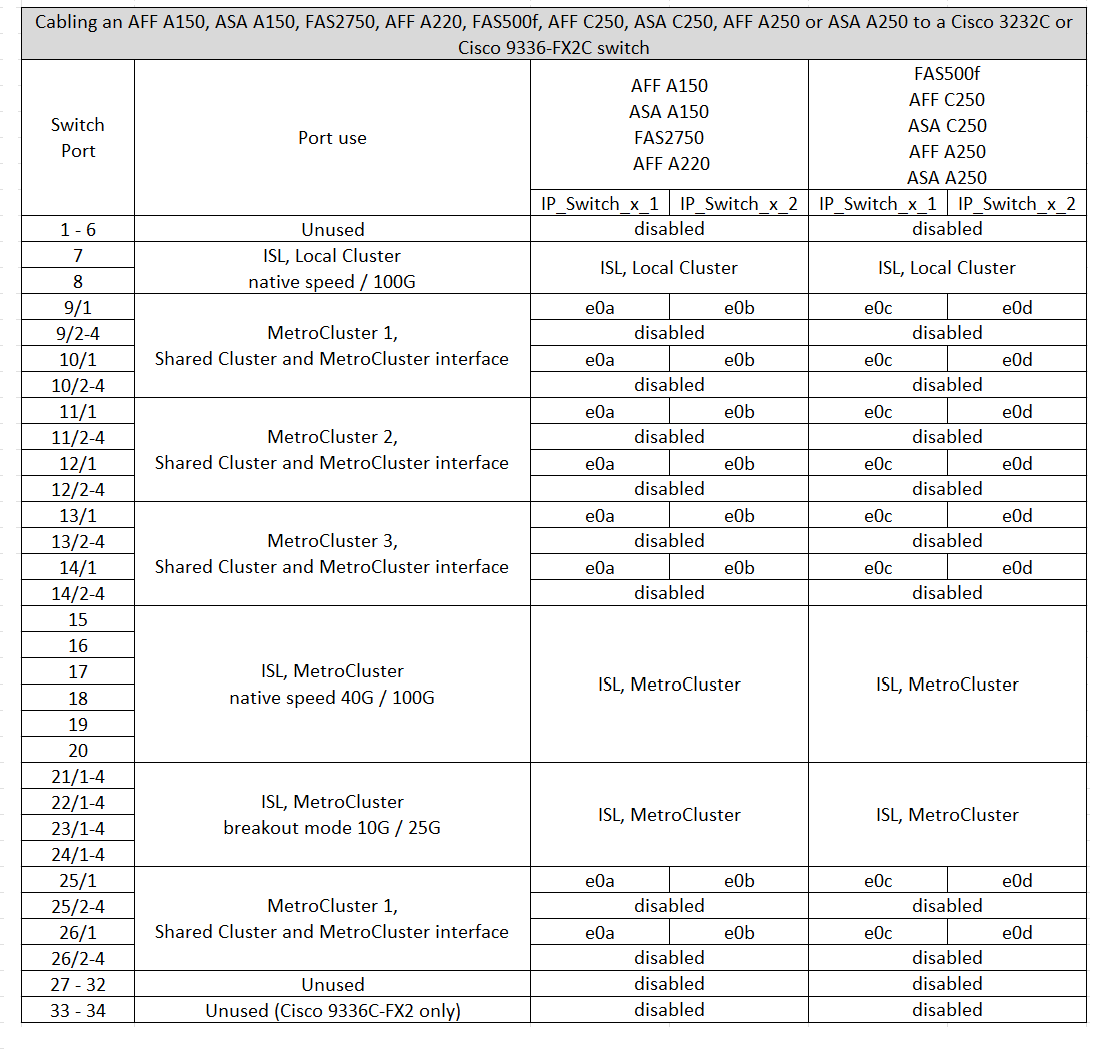 Cabling an AFF A150, ASA A150, FAS2750, AFF A220, FAS500f, AFF C250, ASA C250, AFF A250 or ASA A250 to a Cisco 3232C or
Cisco 9336-FX2C switch
Switch
Port
Port use
AFF A150
ASA A150
FAS2750
AFF A220
FAS500f
AFF C250
ASA C250
AFF A250
ASA A250
IP_Switch_x_1 IP_Switch_x_2 IP_Switch_x_1 IP_Switch_x_2
1 - 6 Unused disabled disabled
7
8
ISL, Local Cluster
native speed / 100G
ISL, Local Cluster
ISL, Local Cluster
9/1 e0a e0b e0c e0d
9/2-4 disabled disabled
10/1 e0a e0b e0c e0d
10/2-4 disabled disabled
MetroCluster 1,
Shared Cluster and MetroCluster interface
11/1 e0a e0b e0c e0d
11/2-4 disabled disabled
12/1 e0a e0b e0c e0d
12/2-4 disabled disabled
MetroCluster 2,
Shared Cluster and MetroCluster interface
13/1 e0a e0b e0c e0d
13/2-4 disabled disabled
14/1 e0a e0b e0c e0d
14/2-4 disabled disabled
MetroCluster 3,
Shared Cluster and MetroCluster interface
15
16
17
18
19
20
ISL, MetroCluster
native speed 40G / 100G
ISL, MetroCluster
ISL, MetroCluster
21/1-4
22/1-4
23/1-4
24/1-4
ISL, MetroCluster
breakout mode 10G / 25G
ISL, MetroCluster
ISL, MetroCluster
25/1 e0a e0b e0c e0d
25/2-4 disabled disabled
26/1 e0a e0b e0c e0d
26/2-4 disabled disabled
MetroCluster 1,
Shared Cluster and MetroCluster interface
27 - 32 Unused disabled disabled
33 - 34 Unused (Cisco 9336C-FX2 only) disabled disabled